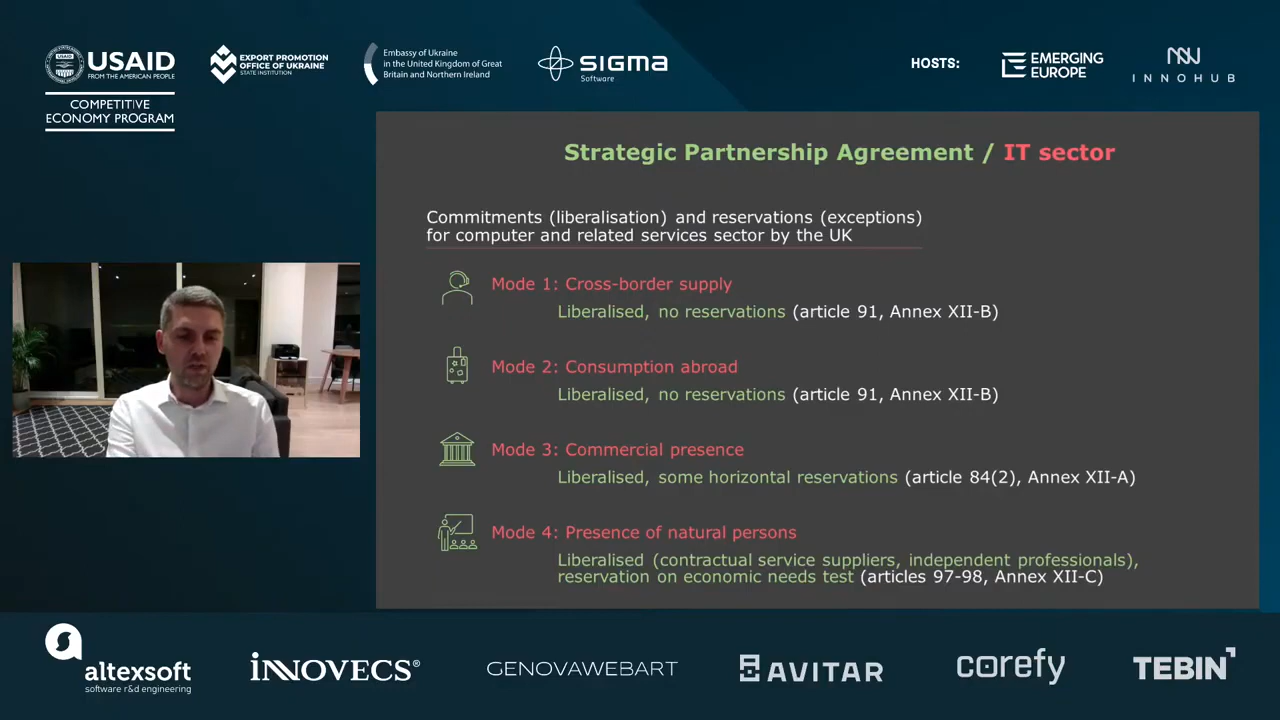 USAID
FROM THE AMERICAN PEOPLE
COMPETITIVE
ECONOMY PROGRAM
EXPORT PROMOTION
OFFICE OF UKRAINE
STATE INSTITUTION
Embassy of Ukraine
in the United Kingdom of Great
Britain and Northern Ireland
SIGMA
Software
HOSTS:
EMERGING
EUROPE
INNOHUB
Strategic Partnership Agreement / IT sector
Commitments (liberalisation) and reservations (exceptions)
for computer and related services sector by the UK
Mode 1: Cross-border supply
Liberalised, no reservations (article 91, Annex XII-B)
Mode 2: Consumption abroad
Liberalised, no reservations (article 91, Annex XII-B)
Mode 3: Commercial presence
Liberalised, some horizontal reservations (article 84(2), Annex XII-A)
Mode 4: Presence of natural persons
Liberalised (contractual service suppliers, independent professionals),
reservation on economic needs test (articles 97-98, Annex XII-C)
altexsoft
software r&d engineering
INNOVECS®
GENOVAWEBART
AVITAR
corefy
TEBIN